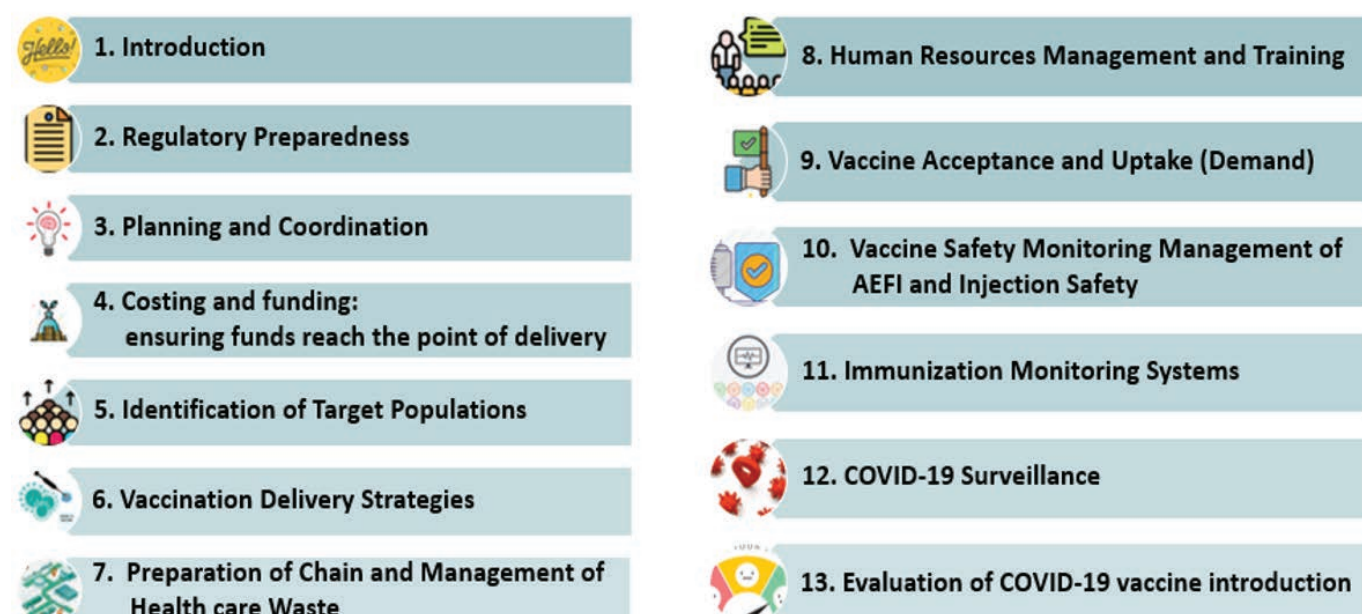 Hello!
1. Introduction
2. Regulatory Preparedness
3. Planning and Coordination
4. Costing and funding:
ensuring funds reach the point of delivery
5. Identification of Target Populations
6. Vaccination Delivery Strategies
7. Preparation of Chain and Management of
Health care Waste
8. Human Resources Management and Training
9. Vaccine Acceptance and Uptake (Demand)
10. Vaccine Safety Monitoring Management of
AEFI and Injection Safety
11. Immunization Monitoring Systems
12. COVID-19 Surveillance
13. Evaluation of COVID-19 vaccine introduction